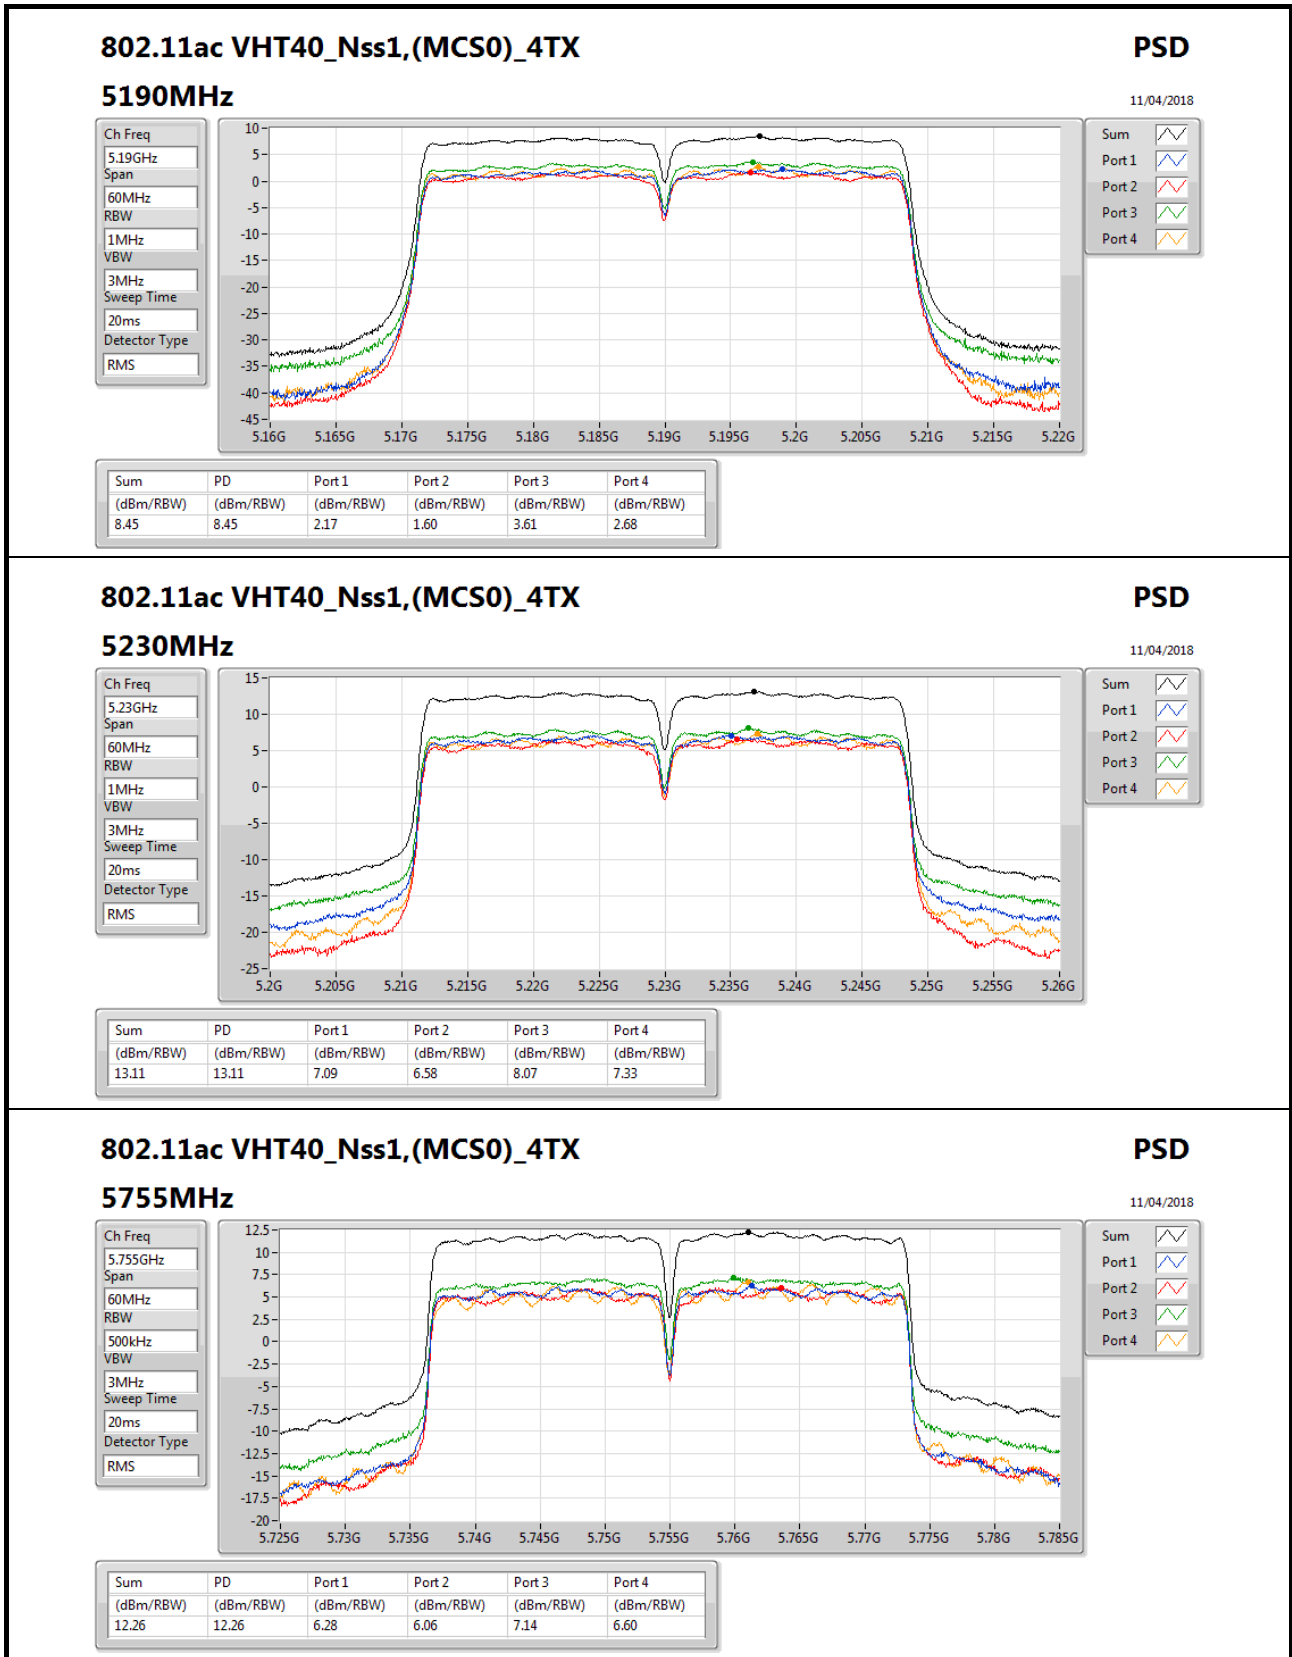 802.11ac VHT40_Nss1,(MCS0)_4TX PSD
5190MHz
11/04/2018
Ch Freq
5.19GHz
Span
60MHz
RBW
1MHz
VBW
3MHz
Sweep Time
20ms
Detector Type
RMS
10
5
0
-5
-10
-15
-20
-25
-30
-35
-40
-45
5.16G 5.165G 5.17G 5.175G 5.18G 5.185G 5.19G 5.195G 5.2G 5.205G 5.21G 5.215G 5.22G
Sum
Port 1
Port 2
Port 3
Port 4
Sum PD Port 1 Port 2 Port 3 Port 4
(dBm/RBW) (dBm/RBW) (dBm/RBW) (dBm/RBW) (dBm/RBW) (dBm/RBW)
8.45 8.45 2.17 1.60 3.61 2.68
802.11ac VHT40_Nss1,(MCS0)_4TX PSD
5230MHz
11/04/2018
Ch Freq
5.23GHz
Span
60MHz
RBW
1MHz
VBW
3MHz
Sweep Time
20ms
Detector Type
RMS
15
10
5
0
-5
-10
-15
-20
-25
5.2G 5.205G 5.21G 5.215G 5.22G 5.225G 5.23G 5.235G 5.24G 5.245G 5.25G 5.255G 5.26G
Sum
Port 1
Port 2
Port 3
Port 4
Sum PD Port 1 Port 2 Port 3 Port 4
(dBm/RBW) (dBm/RBW) (dBm/RBW) (dBm/RBW) (dBm/RBW) (dBm/RBW)
13.11 13.11 7.09 6.58 8.07 7.33
802.11ac VHT40_Nss1,(MCS0)_4TX PSD
5755MHz
11/04/2018
Ch Freq
5.755GHz
Span
60MHz
RBW
500kHz
VBW
3MHz
Sweep Time
20ms
Detector Type
RMS
12.5
10
7.5
5
2.5
0
-2.5
-5
-7.5
-10
-12.5
-15
-17.5
-20
5.725G 5.73G 5.735G 5.74G 5.745G 5.75G 5.755G 5.76G 5.765G 5.77G 5.775G 5.78G 5.785G
Sum
Port 1
Port 2
Port 3
Port 4
Sum PD Port 1 Port 2 Port 3 Port 4
(dBm/RBW) (dBm/RBW) (dBm/RBW) (dBm/RBW) (dBm/RBW) (dBm/RBW)
12.26 12.26 6.28 6.06 7.14 6.60